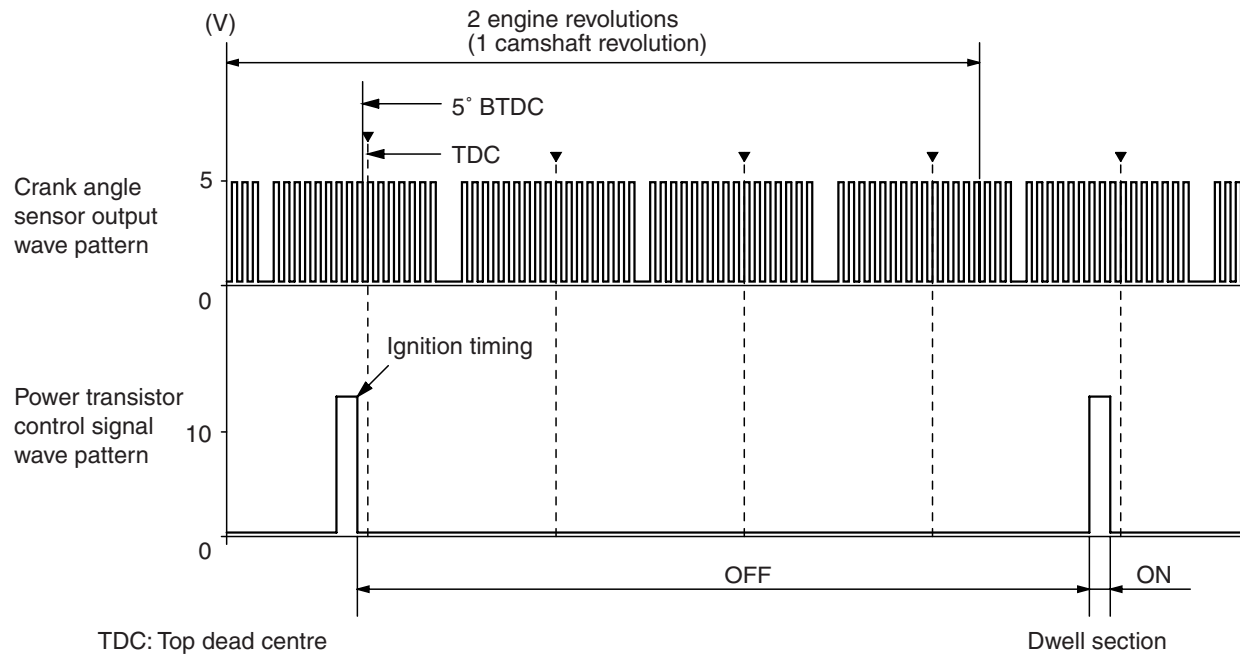 (V)
2 engine revolutions
(1 camshaft revolution)
5° BTDC
TDC
Crank angle
sensor output
wave pattern
5
0
Ignition timing
Power transistor
control signal
wave pattern
10
0
OFF
ON
TDC: Top dead centre
Dwell section